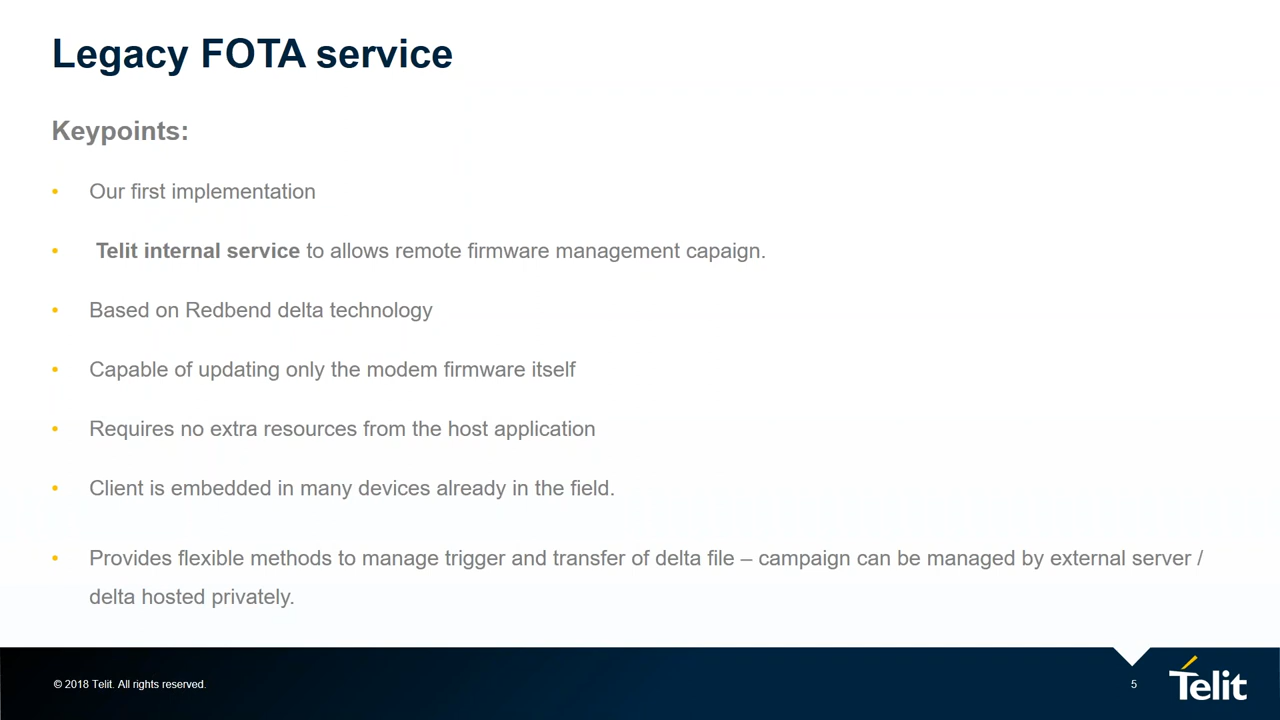 Legacy FOTA service
Keypoints:
• Our first implementation
• Telit internal service to allows remote firmware management capaign.
• Based on Redbend delta technology
• Capable of updating only the modem firmware itself
• Requires no extra resources from the host application
• Client is embedded in many devices already in the field.
• Provides flexible methods to manage trigger and transfer of delta file – campaign can be managed by external server /
delta hosted privately.
© 2018 Telit. All rights reserved.
5
Telit